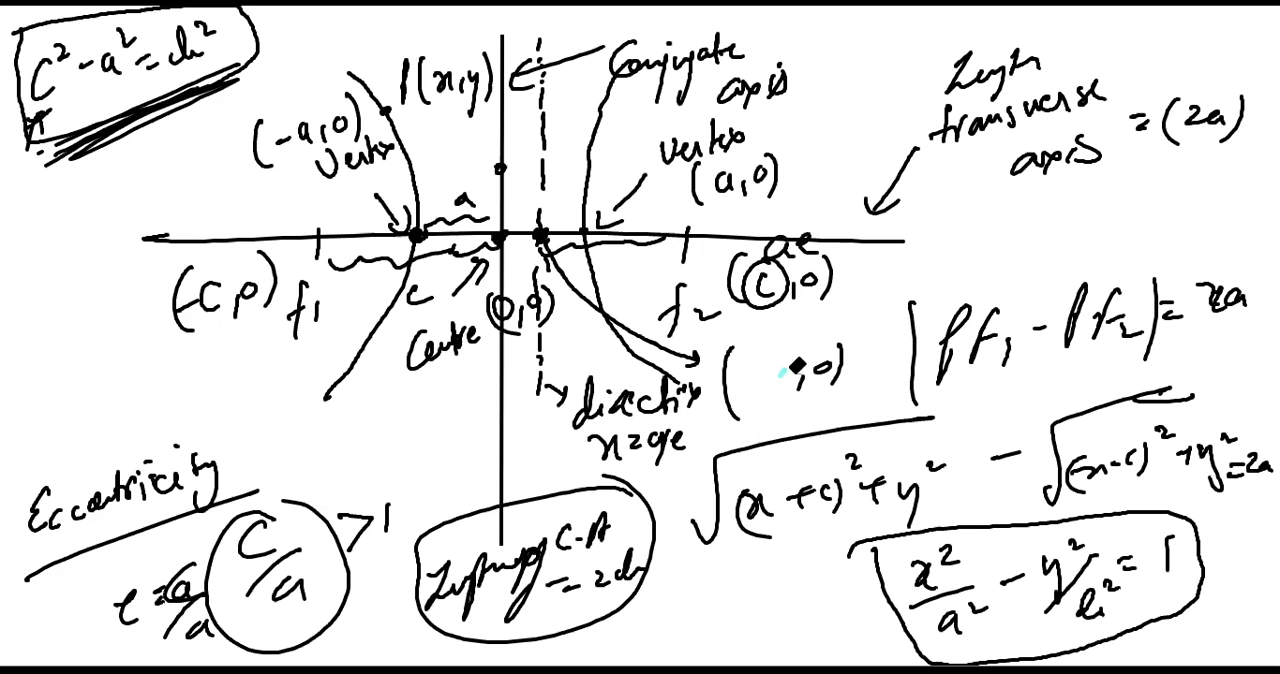 c² - a² = b²
P(x,y)
Conjugate
axis
(-a,0)
vertex
vertex
(a,0)
Length
transverse
axis = (2a)
a
ae
(-c,0) f₁
c
(0,0)
f₂
(c,0)
Centre
|Pf₁ - Pf₂| = 2a
( ,0)
directrix
x = a/e
√(x+c)² + y² - √(x-c)² + y² = 2a
Eccentricity
e = c/a > 1
C-A
= 2b
x²/a² - y²/b² = 1